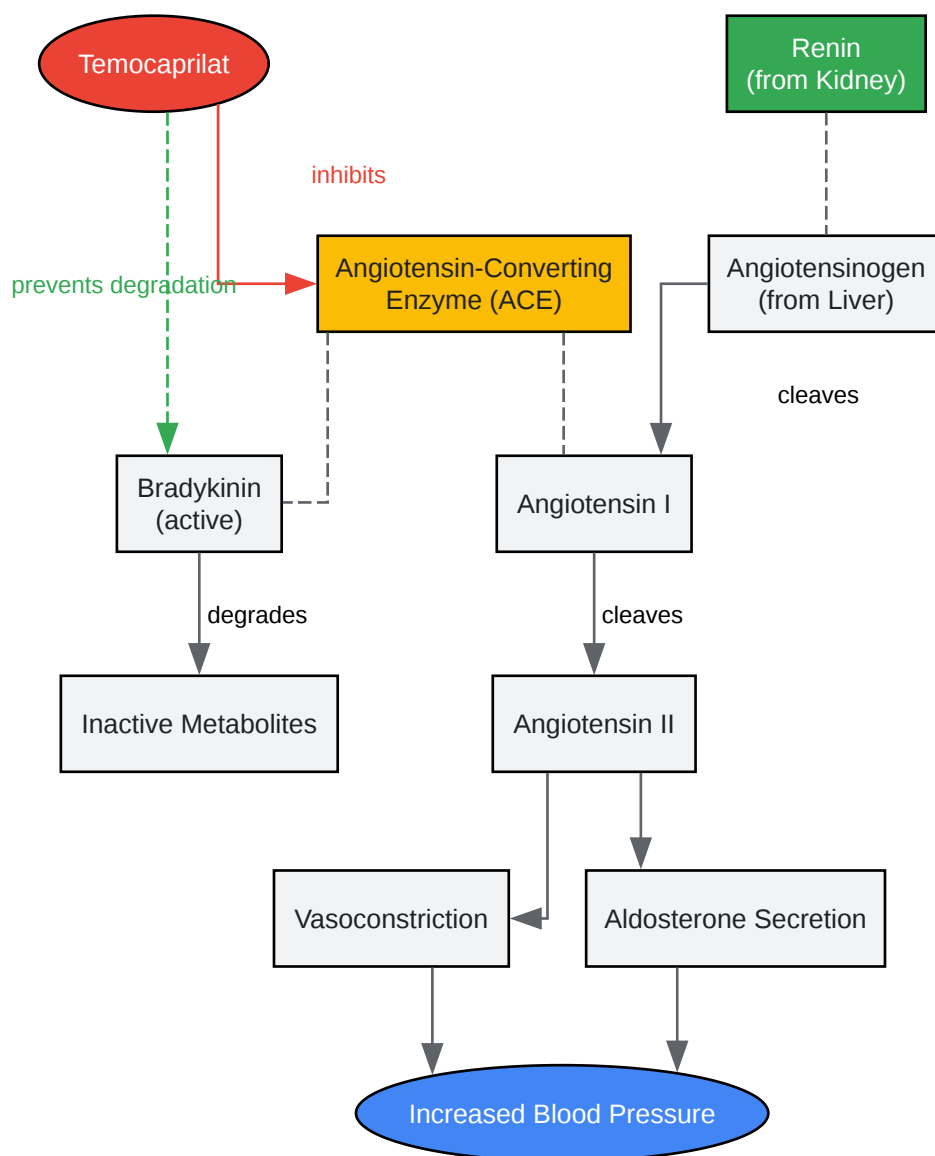 Temocaprilat
Renin
(from Kidney)
inhibits
Angiotensin-Converting
Enzyme (ACE)
Angiotensinogen
(from Liver)
prevents degradation
cleaves
Bradykinin
(active)
Angiotensin I
degrades
cleaves
Inactive Metabolites
Angiotensin II
Vasoconstriction
Aldosterone Secretion
Increased Blood Pressure